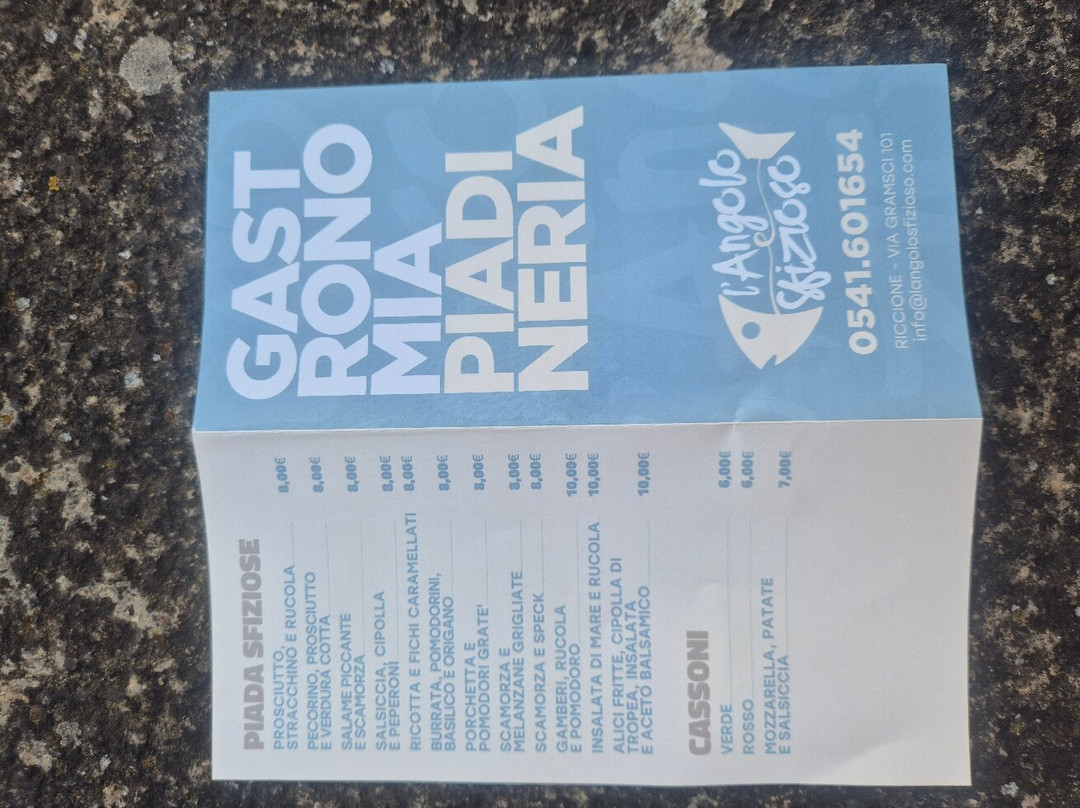 GAST
RONO
MIA
PIADI
NERIA
l'Angolo
Sfizioso
0541.601654
RICCIONE - VIA GRAMSCI 101
info@langolosfizioso.com
PIADA SFIZIOSE
PROSCIUTTO,
STRACCHINO E RUCOLA 8,00€
PECORINO, PROSCIUTTO
E VERDURA COTTA 8,00€
SALAME PICCANTE
E SCAMORZA 8,00€
SALSICCIA, CIPOLLA
E PEPERONI 8,00€
RICOTTA E FICHI CARAMELLATI 8,00€
BURRATA, POMODORINI,
BASILICO E ORIGANO 8,00€
PORCHETTA E
POMODORI GRATE' 8,00€
SCAMORZA E
MELANZANE GRIGLIATE 8,00€
SCAMORZA E SPECK 8,00€
GAMBERI, RUCOLA
E POMODORO 10,00€
INSALATA DI MARE E RUCOLA 10,00€
ALICI FRITTE, CIPOLLA DI
TROPEA, INSALATA
E ACETO BALSAMICO 10,00€
CASSONI
VERDE 6,00€
ROSSO 6,00€
MOZZARELLA, PATATE
E SALSICCIA 7,00€